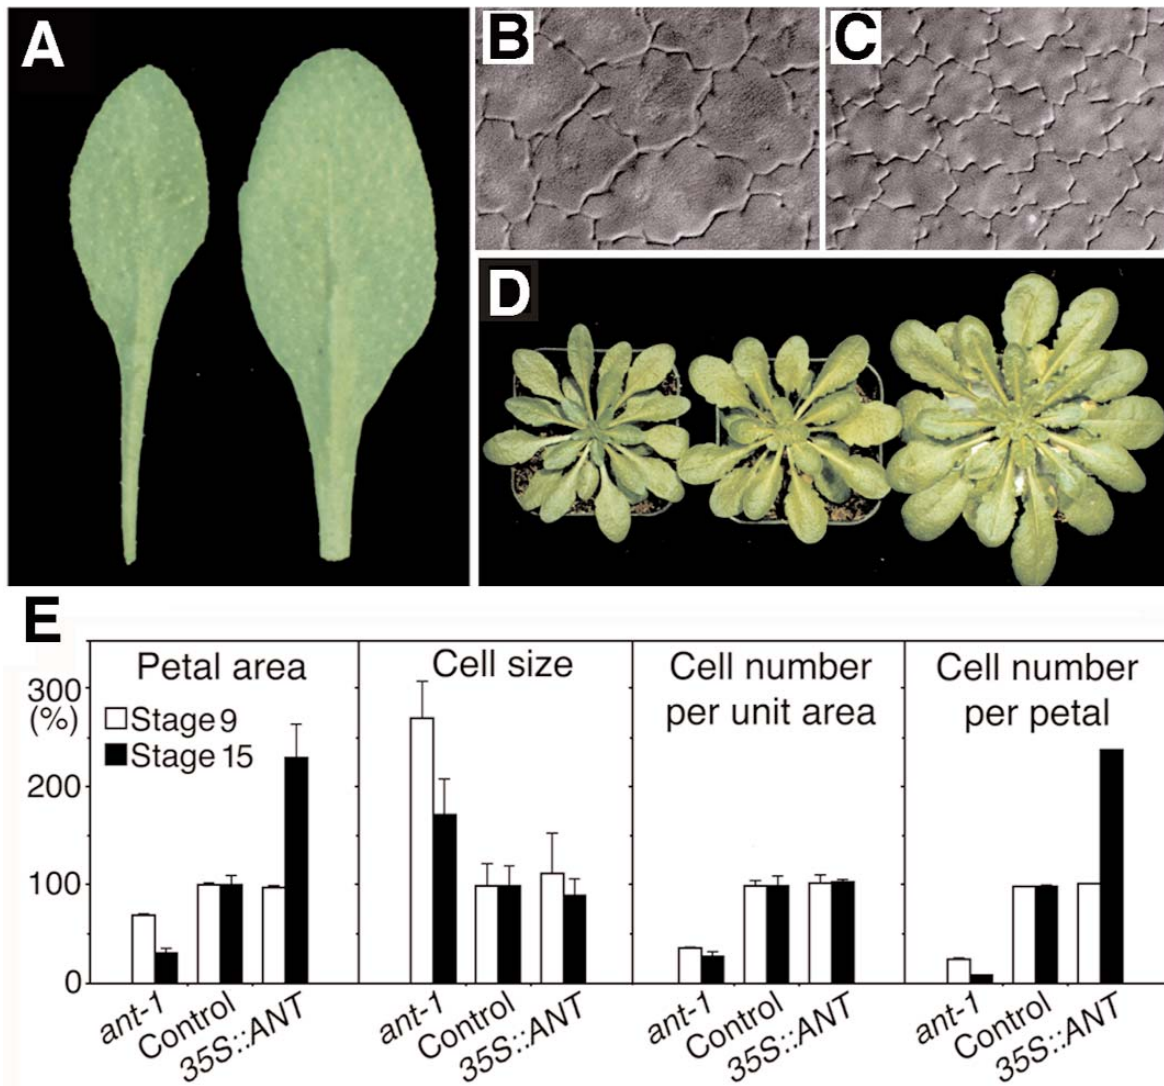 A
B
C
D
E
Petal area
Cell size
Cell number
per unit area
Cell number
per petal
300
(%)
200
100
0
Stage 9
Stage 15
ant-1
Control
35S::ANT
ant-1
Control
35S::ANT
ant-1
Control
35S::ANT
ant-1
Control
35S::ANT